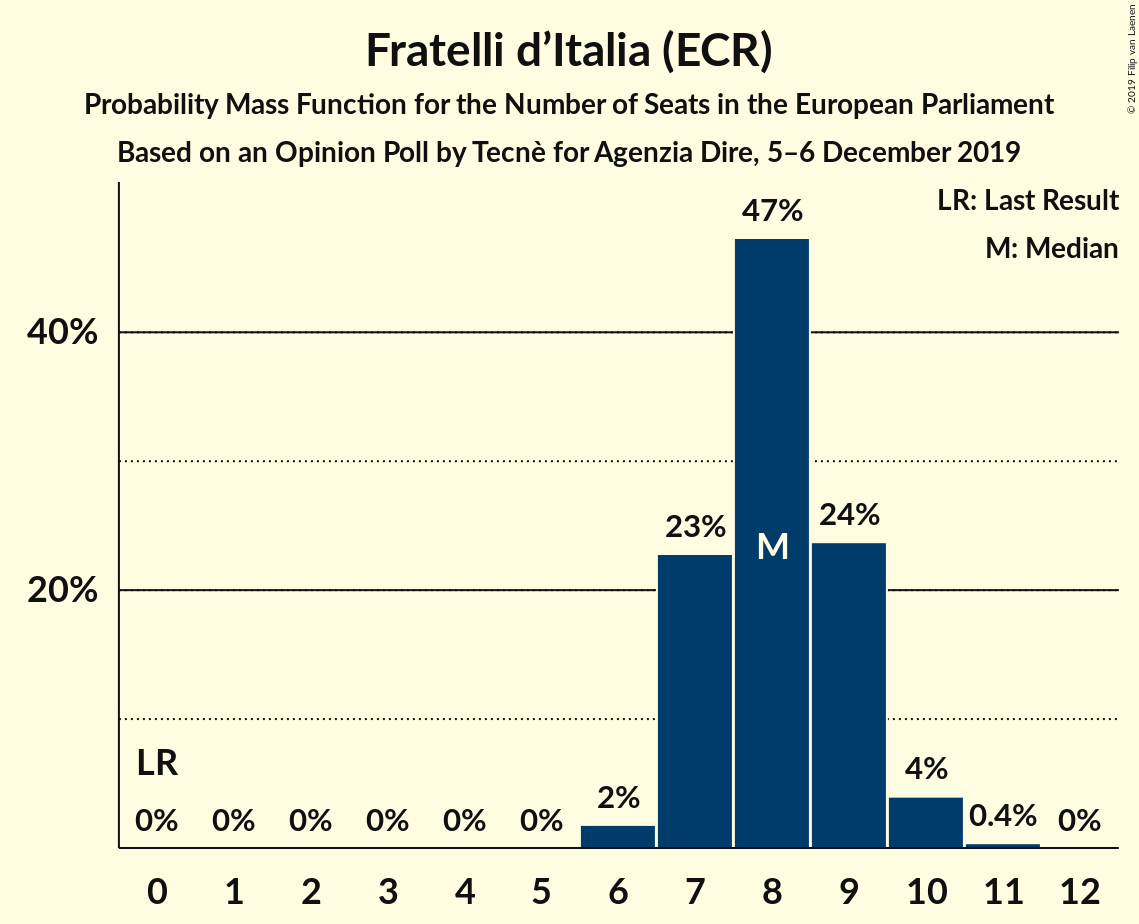 Fratelli d’Italia (ECR)
Probability Mass Function for the Number of Seats in the European Parliament
Based on an Opinion Poll by Tecnè for Agenzia Dire, 5–6 December 2019
© 2019 Filip van Laenen
LR: Last Result
M: Median
47%
40%
24%
23%
M
20%
LR
4%
2%
0% 0% 0% 0% 0% 0% 0.4% 0%
0 1 2 3 4 5 6 7 8 9 10 11 12